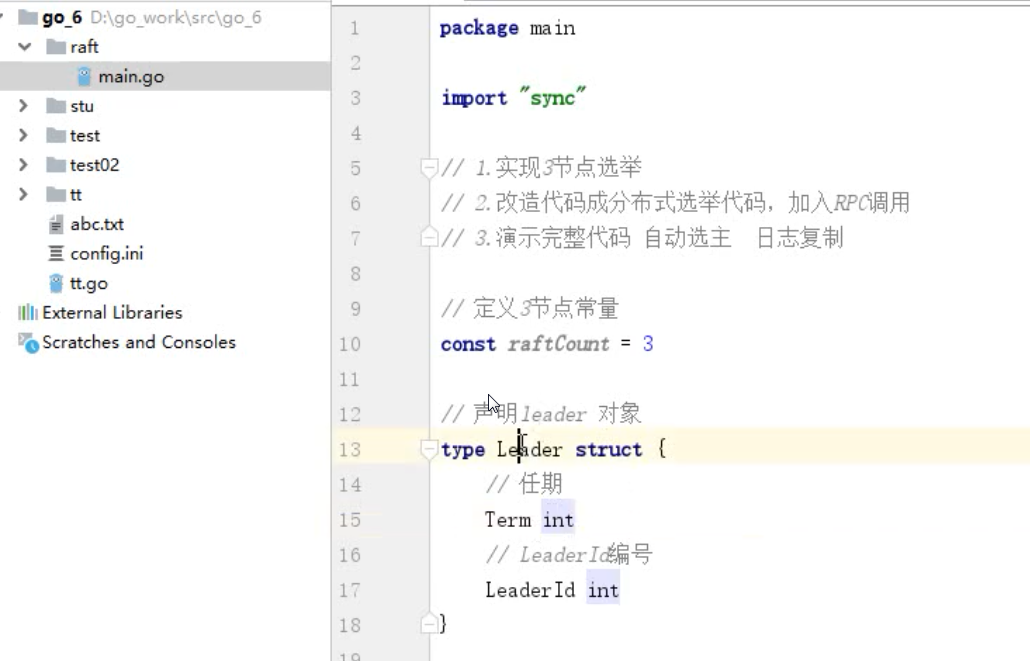 go_6 D:\go_work\src\go_6
raft
main.go
stu
test
test02
tt
abc.txt
config.ini
tt.go
External Libraries
Scratches and Consoles
1 package main
2
3 import "sync"
4
5 // 1.实现3节点选举
6 // 2.改造代码成分布式选举代码，加入RPC调用
7 // 3.演示完整代码 自动选主 日志复制
8
9 // 定义3节点常量
10 const raftCount = 3
11
12 // 声明leader 对象
13 type Leader struct {
14 // 任期
15 Term int
16 // LeaderId编号
17 LeaderId int
18 }
19